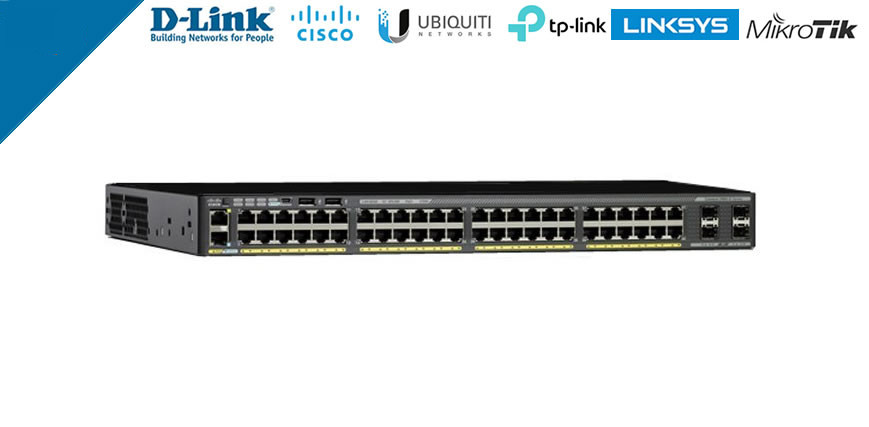 D-Link
Building Networks for People
CISCO
UBIQUITI
NETWORKS
tp-link
LINKSYS
MikroTik